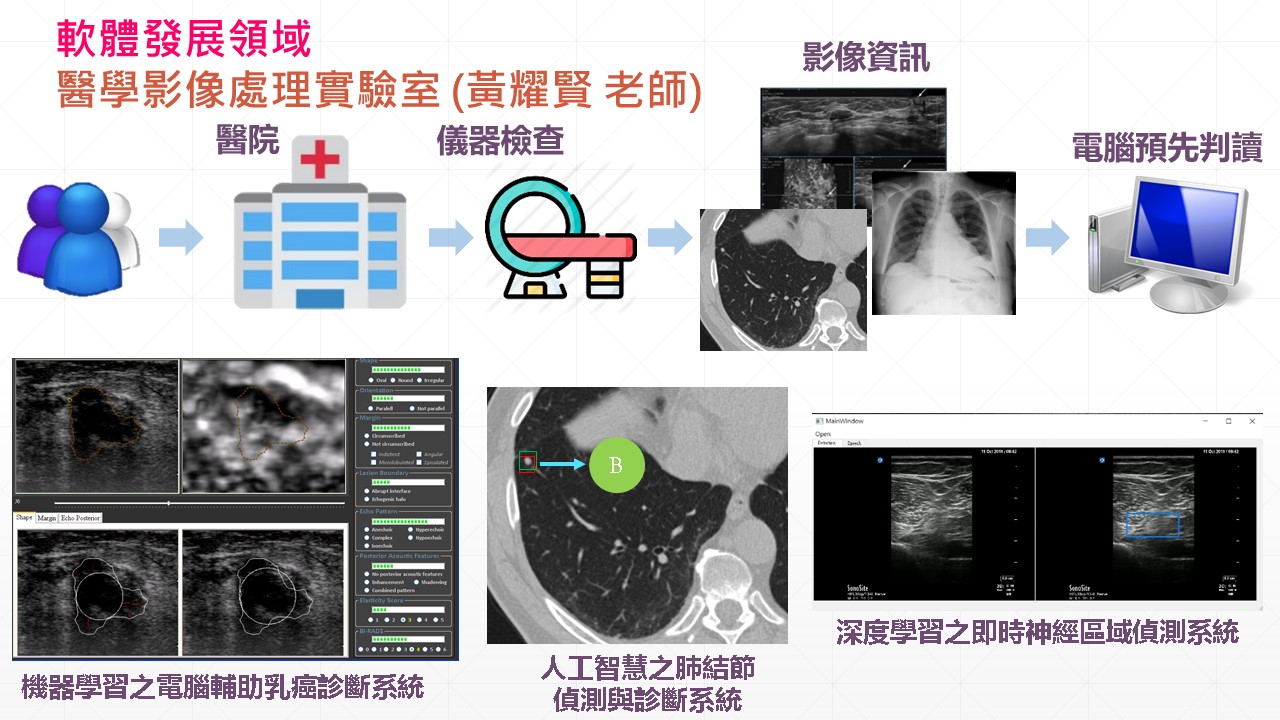 軟體發展領域
醫學影像處理實驗室 (黃耀賢 老師)
醫院
儀器檢查
影像資訊
電腦預先判讀
Shape
Oval Round Irregular
Orientation
Paralell Not parallel
Margin
Circumscribed
Not circumscribed
Indistinct Angular
Microlobulated Spiculated
Lesion Boundary
Abrupt interface
Echogenic halo
Echo Pattern
Anechoic Hyperechoic
Complex Hypoechoic
Isoechoic
Posterior Acoustic Features
No posterior acoustic features
Enhancement Shadowing
Combined pattern
Elasticity Score
1 2 3 4 5
BI-RADS
0 1 2 3 4 5 6
Shape Margin Echo Posterior
機器學習之電腦輔助乳癌診斷系統
B
人工智慧之肺結節
偵測與診斷系統
MainWindow
Open
Detection Speech
11 Oct 2018 / 08:42
11 Oct 2018 / 08:42
SonoSite
SonoSite
深度學習之即時神經區域偵測系統